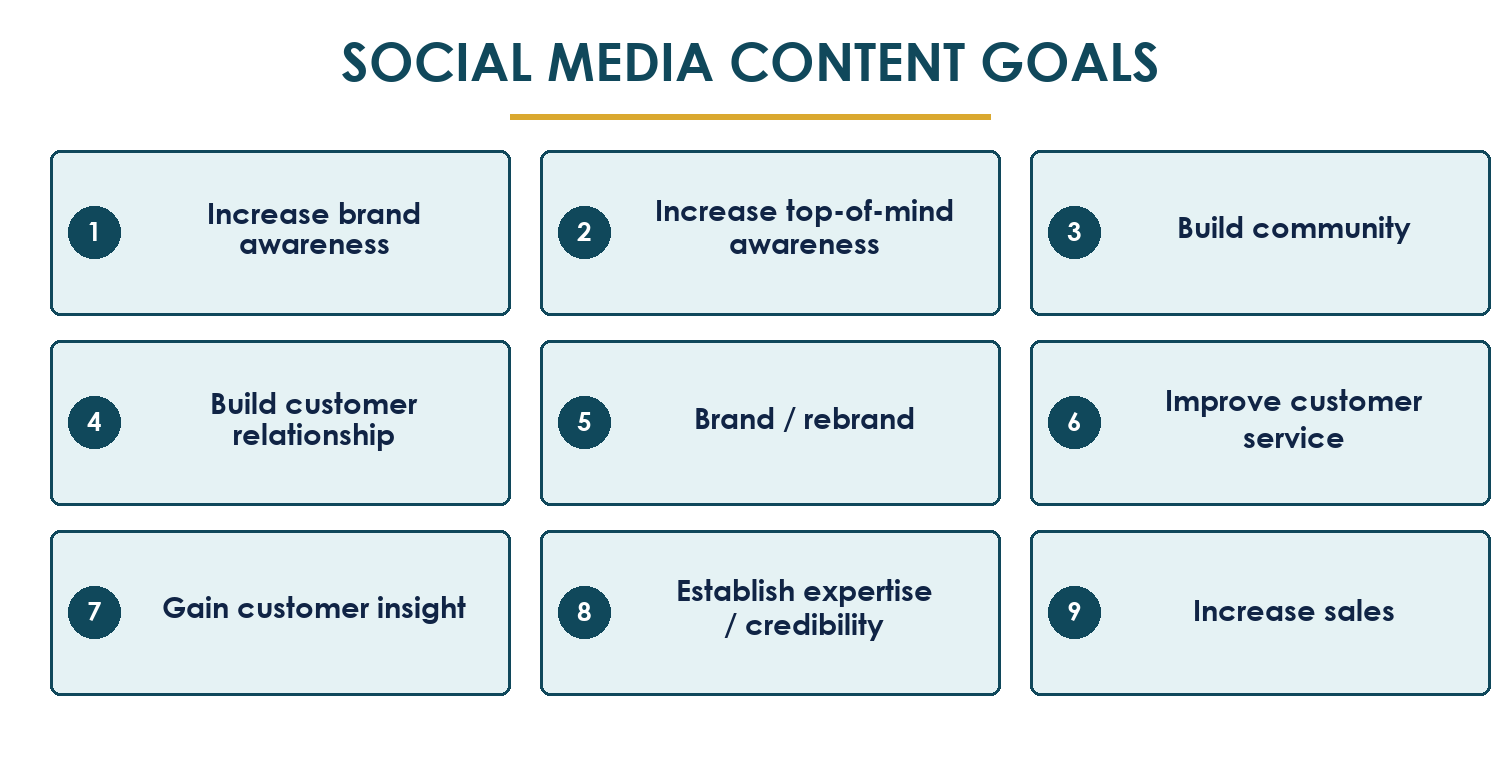 SOCIAL MEDIA CONTENT GOALS
1
Increase brand
awareness
2
Increase top-of-mind
awareness
3
Build community
4
Build customer
relationship
5
Brand / rebrand
6
Improve customer
service
7
Gain customer insight
8
Establish expertise
/ credibility
9
Increase sales